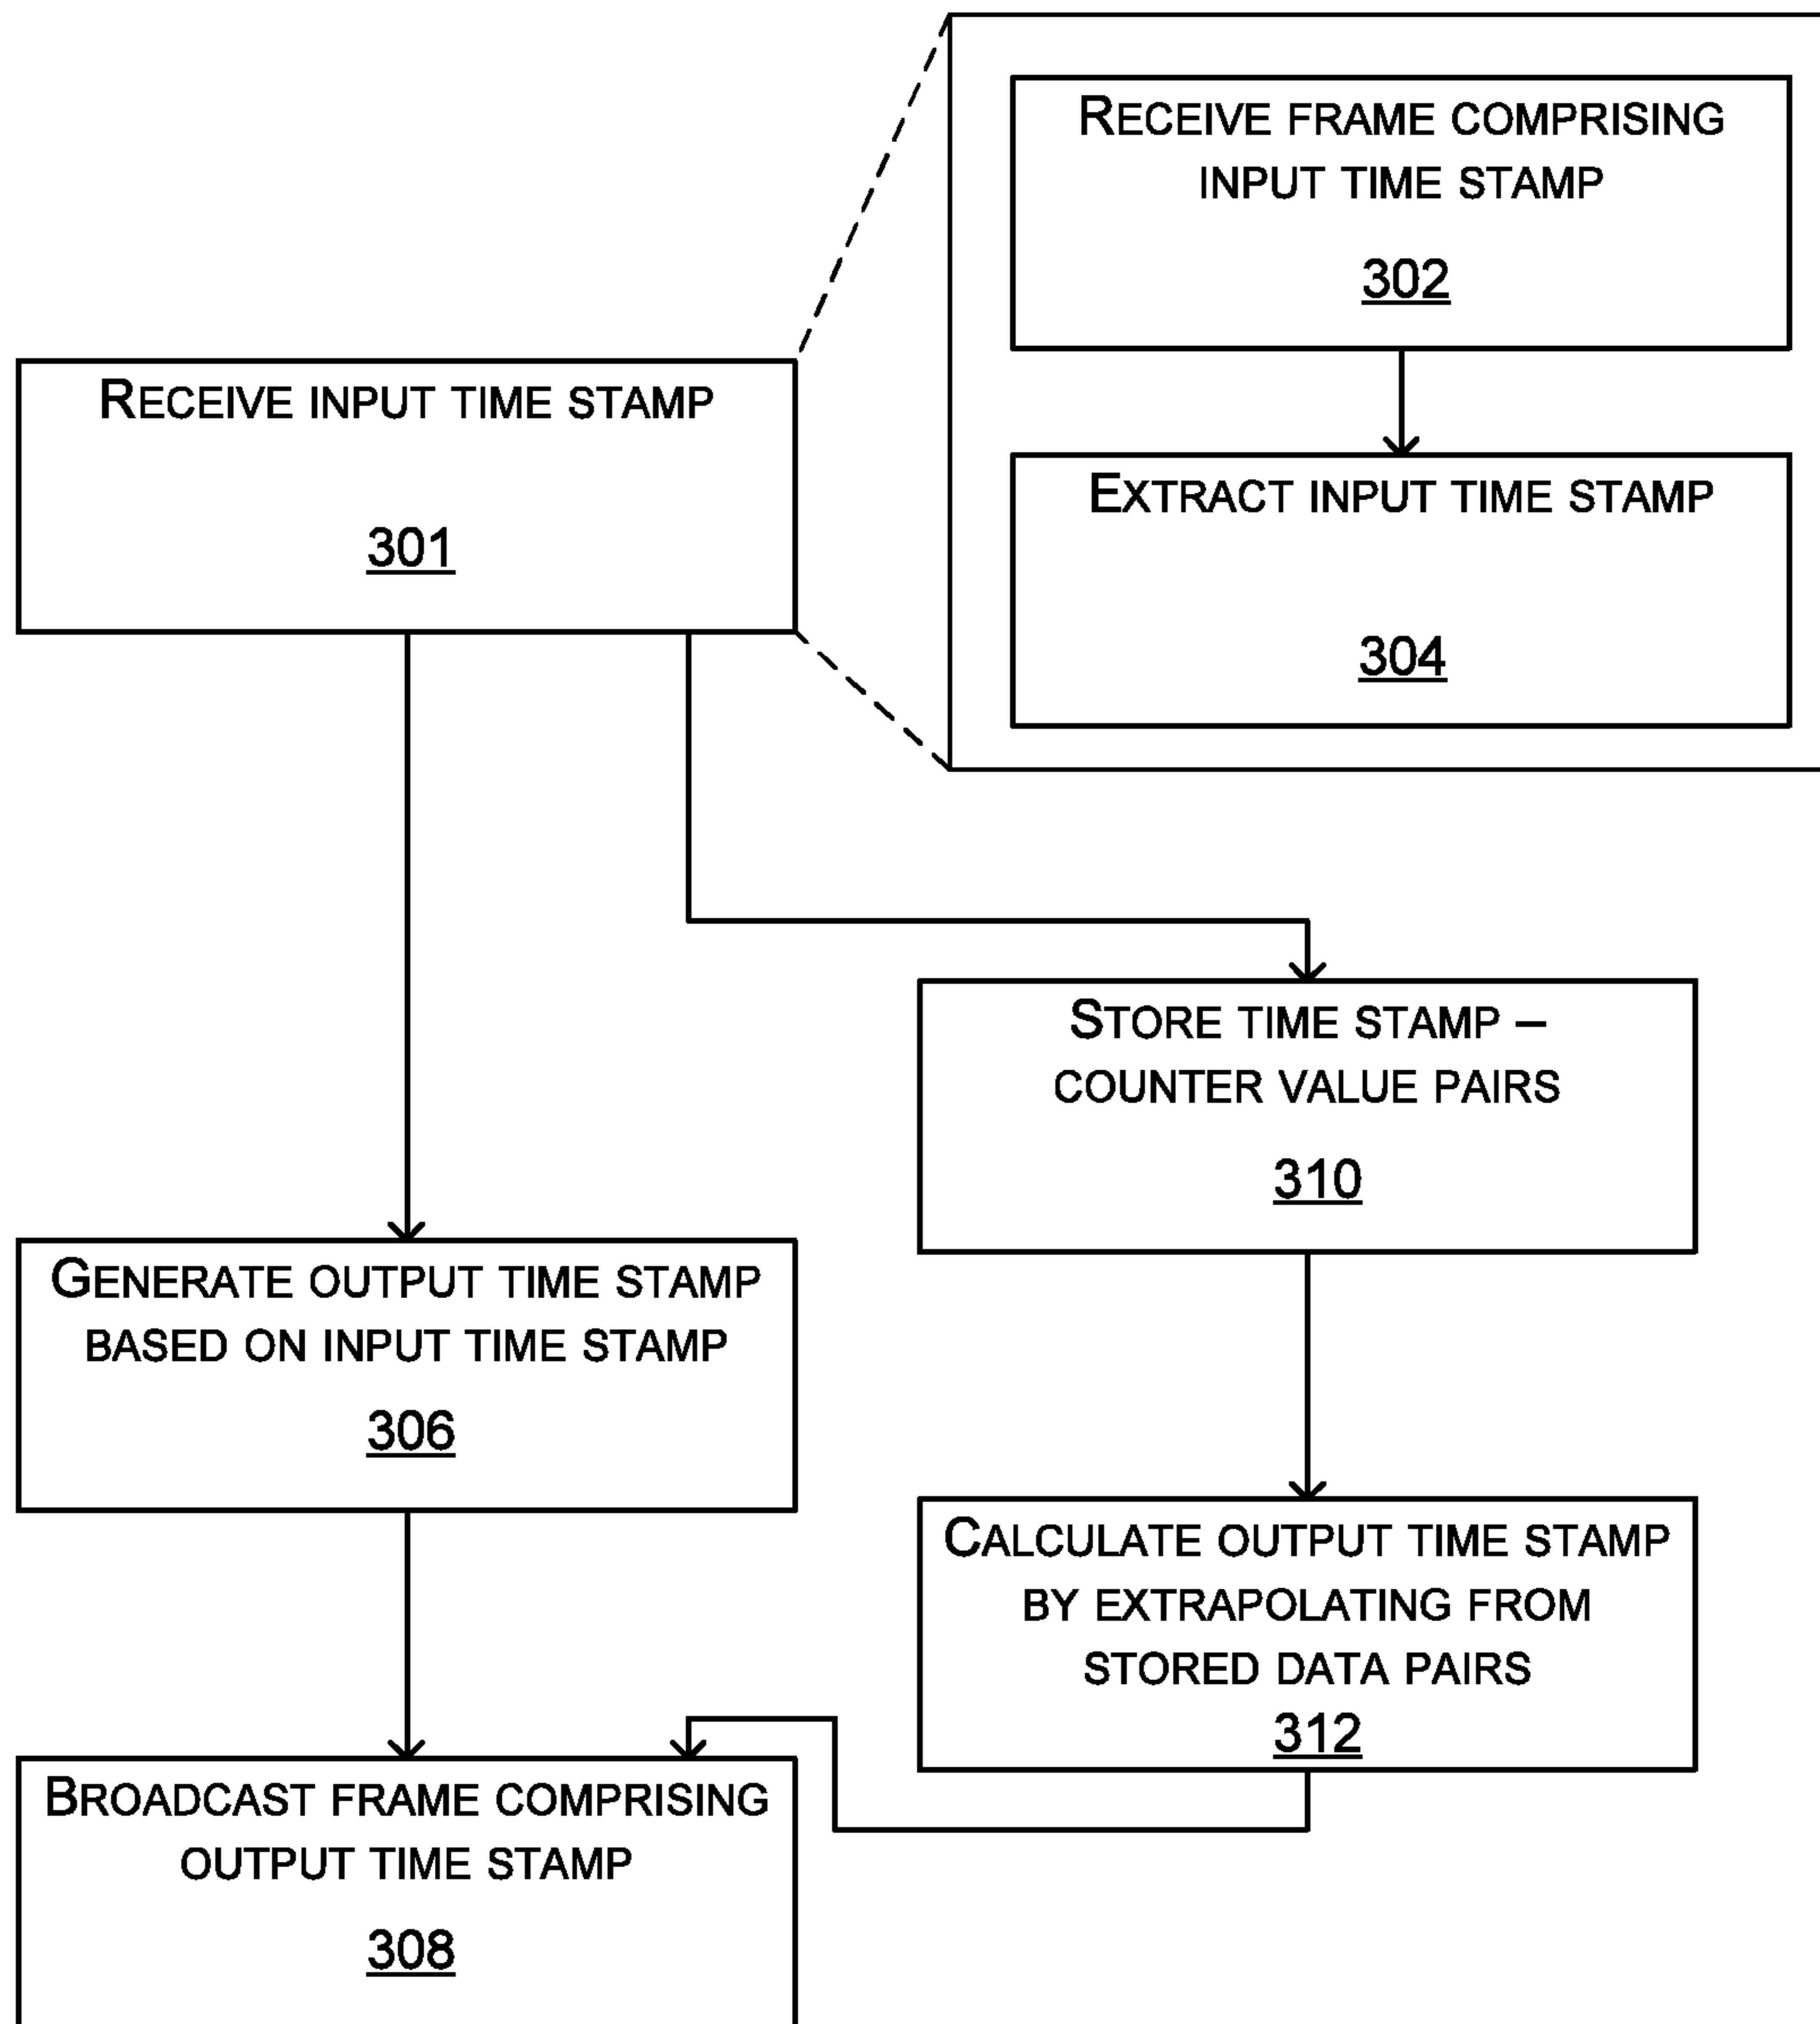 RECEIVE FRAME COMPRISING
INPUT TIME STAMP
302
RECEIVE INPUT TIME STAMP
301
EXTRACT INPUT TIME STAMP
304
STORE TIME STAMP –
COUNTER VALUE PAIRS
310
GENERATE OUTPUT TIME STAMP
BASED ON INPUT TIME STAMP
306
CALCULATE OUTPUT TIME STAMP
BY EXTRAPOLATING FROM
STORED DATA PAIRS
312
BROADCAST FRAME COMPRISING
OUTPUT TIME STAMP
308